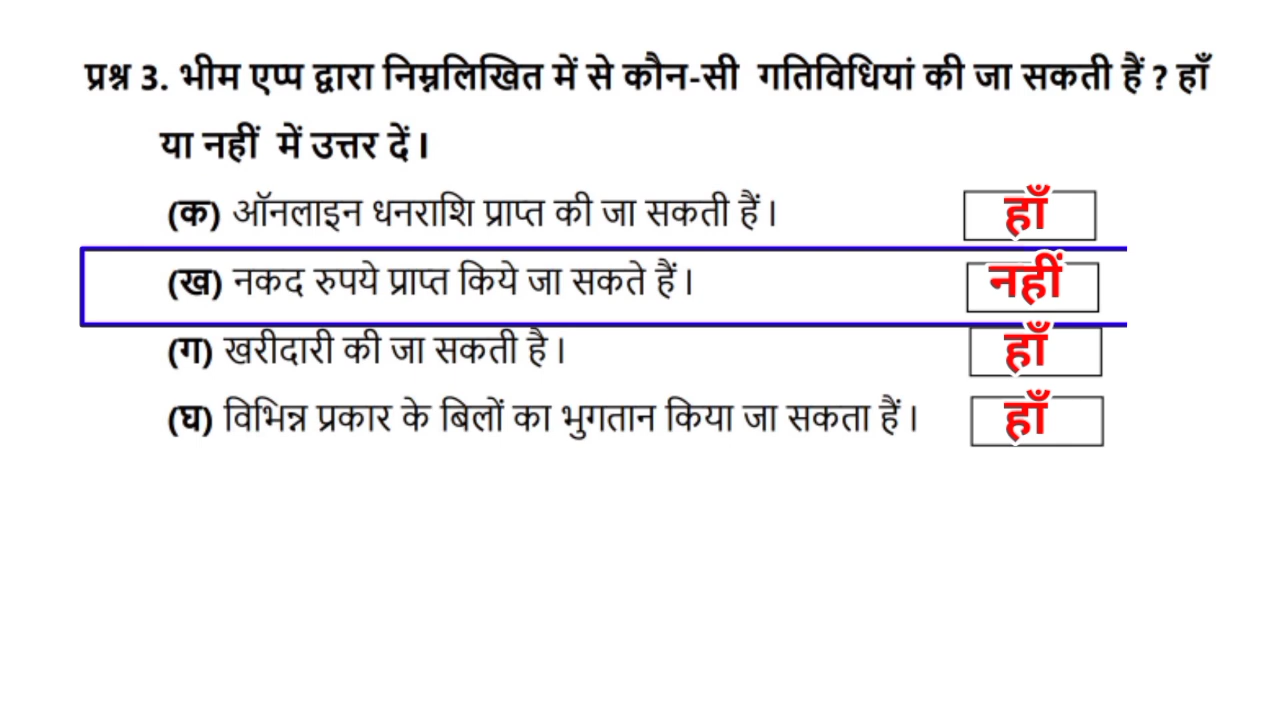 प्रश्न 3. भीम एप्प द्वारा निम्नलिखित में से कौन-सी गतिविधियां की जा सकती हैं ? हाँ
या नहीं में उत्तर दें।
(क) ऑनलाइन धनराशि प्राप्त की जा सकती हैं। हाँ
(ख) नकद रुपये प्राप्त किये जा सकते हैं। नहीं
(ग) खरीदारी की जा सकती है। हाँ
(घ) विभिन्न प्रकार के बिलों का भुगतान किया जा सकता हैं। हाँ